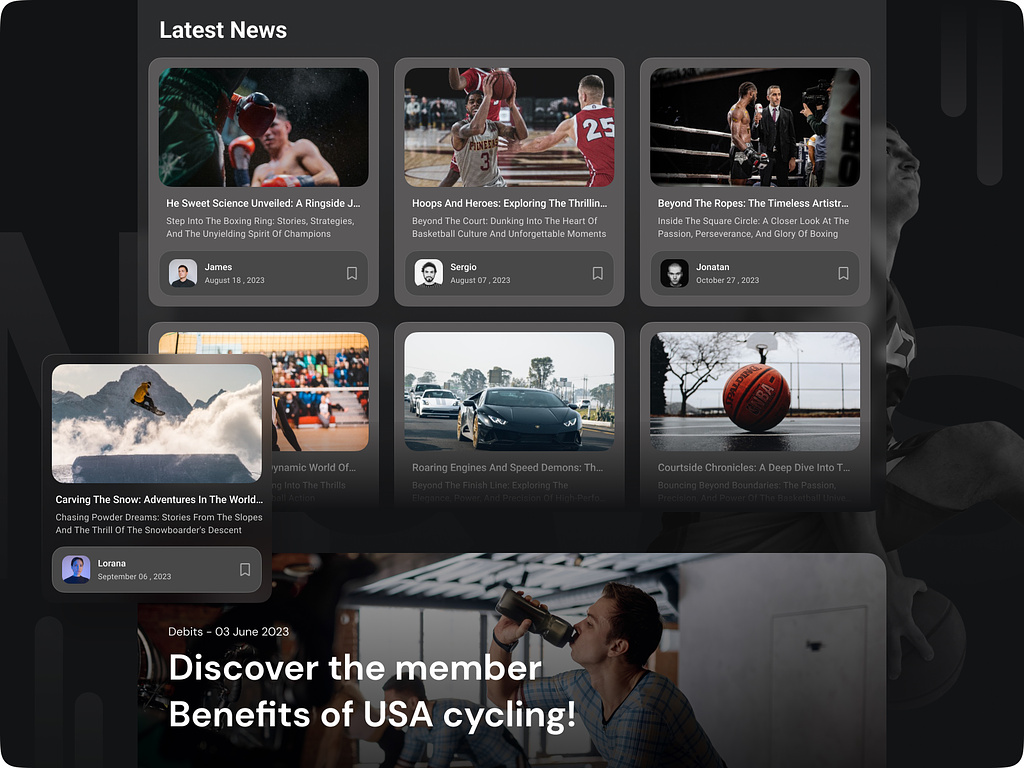 Latest News
He Sweet Science Unveiled: A Ringside J...
Step Into The Boxing Ring: Stories, Strategies,
And The Unyielding Spirit Of Champions
James
August 18 , 2023
PIONEERS
3
25
Hoops And Heroes: Exploring The Thrillin...
Beyond The Court: Dunking Into The Heart Of
Basketball Culture And Unforgettable Moments
Sergio
August 07 , 2023
Beyond The Ropes: The Timeless Artistr...
Inside The Square Circle: A Closer Look At The
Passion, Perseverance, And Glory Of Boxing
Jonatan
October 27 , 2023
Carving The Snow: Adventures In The World...
Chasing Powder Dreams: Stories From The Slopes
And The Thrill Of The Snowboarder's Descent
Lorana
September 06 , 2023
Dynamic World Of...
ng Into The Thrills
ball Action
Roaring Engines And Speed Demons: Th...
Beyond The Finish Line: Exploring The
Elegance, Power, And Precision Of High-Perfo...
SPALDING
NBA
Courtside Chronicles: A Deep Dive Into T...
Bouncing Beyond Boundaries: The Passion,
Precision, And Power Of The Basketball Unive...
Debits - 03 June 2023
Discover the member
Benefits of USA cycling!